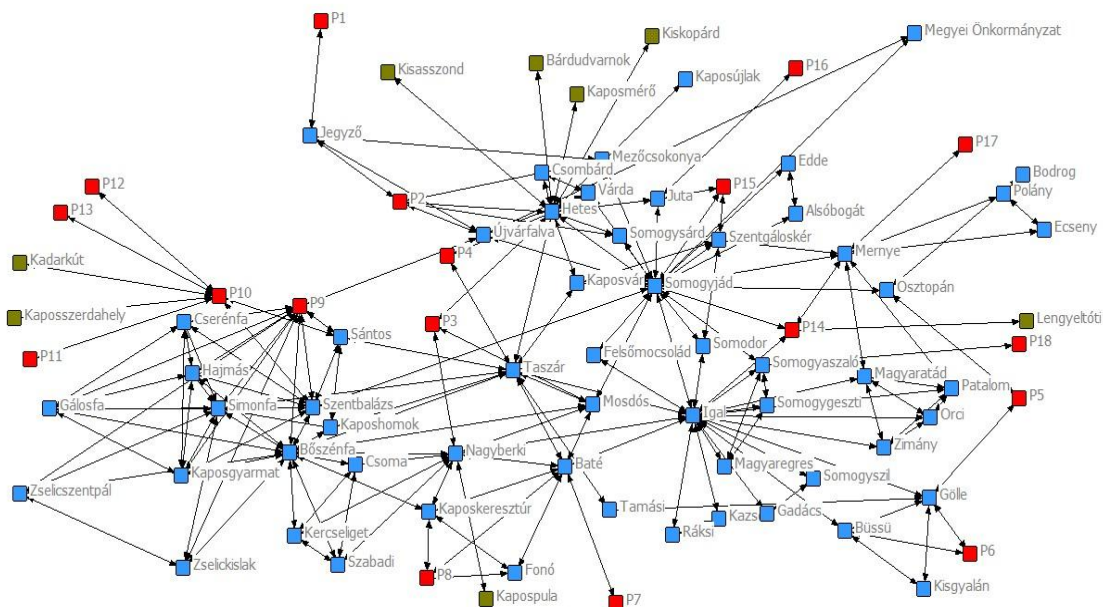 P1
Kiskopárd
Megyei Önkormányzat
Bárdudvarnok
Kisasszond
P16
Kaposújlak
Kaposmérő
Jegyző
P17
Mezőcsokonya
Edde
Csombárd
Bodrog
P12
P2
Várda
Juta
P15
Polány
P13
Hetes
Alsóbogát
Újvárfalva
Somogysárd
Szentgáloskér
Ecseny
P4
Mernye
Kadarkút
Kaposvár
Somogyjád
Osztopán
P10
P9
Kaposszerdahely
Cserénfa
P3
P14
Lengyeltóti
Sántos
P11
Felsőmocsolád
Somodor
P18
Hajmás
Taszár
Somogyaszaló
Magyaratád
Patalom
P5
Gálosfa
Simonfa
Szentbalázs
Mosdós
Igal
Somogygeszti
Orci
Kaposhomok
Zimány
Bőszénfa
Nagyberki
Kaposgyarmat
Csoma
Baté
Magyaregres
Somogyszil
Zselicszentpál
Gölle
Kaposkeresztúr
Tamási
Kazs
Gadács
Büssü
Kercseliget
Ráksi
P6
Zselickislak
Szabadi
P8
Fonó
Kisgyalán
Kapospula
P7